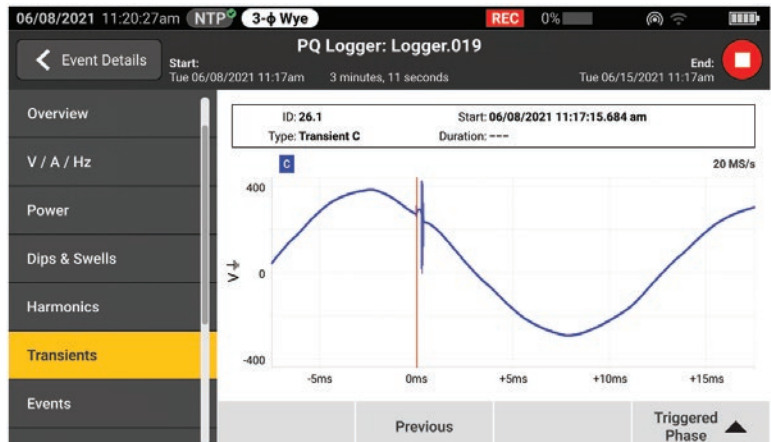 06/08/2021 11:20:27am NTP 3-ϕ Wye REC 0%
Event Details
PQ Logger: Logger.019
Start:
Tue 06/08/2021 11:17am 3 minutes, 11 seconds
End:
Tue 06/15/2021 11:17am
Overview
V / A / Hz
Power
Dips & Swells
Harmonics
Transients
Events
ID: 26.1 Start: 06/08/2021 11:17:15.684 am
Type: Transient C Duration: ---
C 20 MS/s
400
V
0
-400
-5ms 0ms +5ms +10ms +15ms
Previous
Triggered
Phase